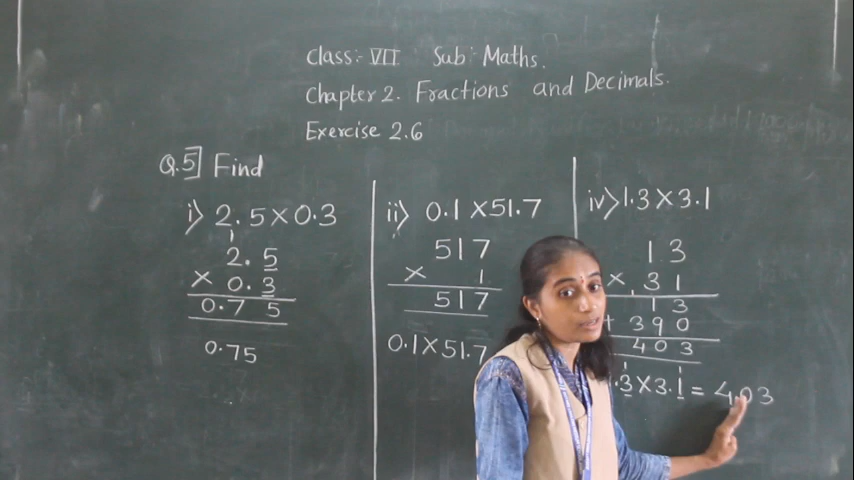 Class:- VII Sub:- Maths.
Chapter 2. Fractions and Decimals.
Exercise 2.6
Q.5] Find
i) 2.5×0.3
1
2.5
× 0.3
0.75
0.75
ii) 0.1×51.7
517
× 1
517
0.1×51.7
iv) 1.3×3.1
13
× 31
13
+ 390
403
.3×3.1 = 4.03